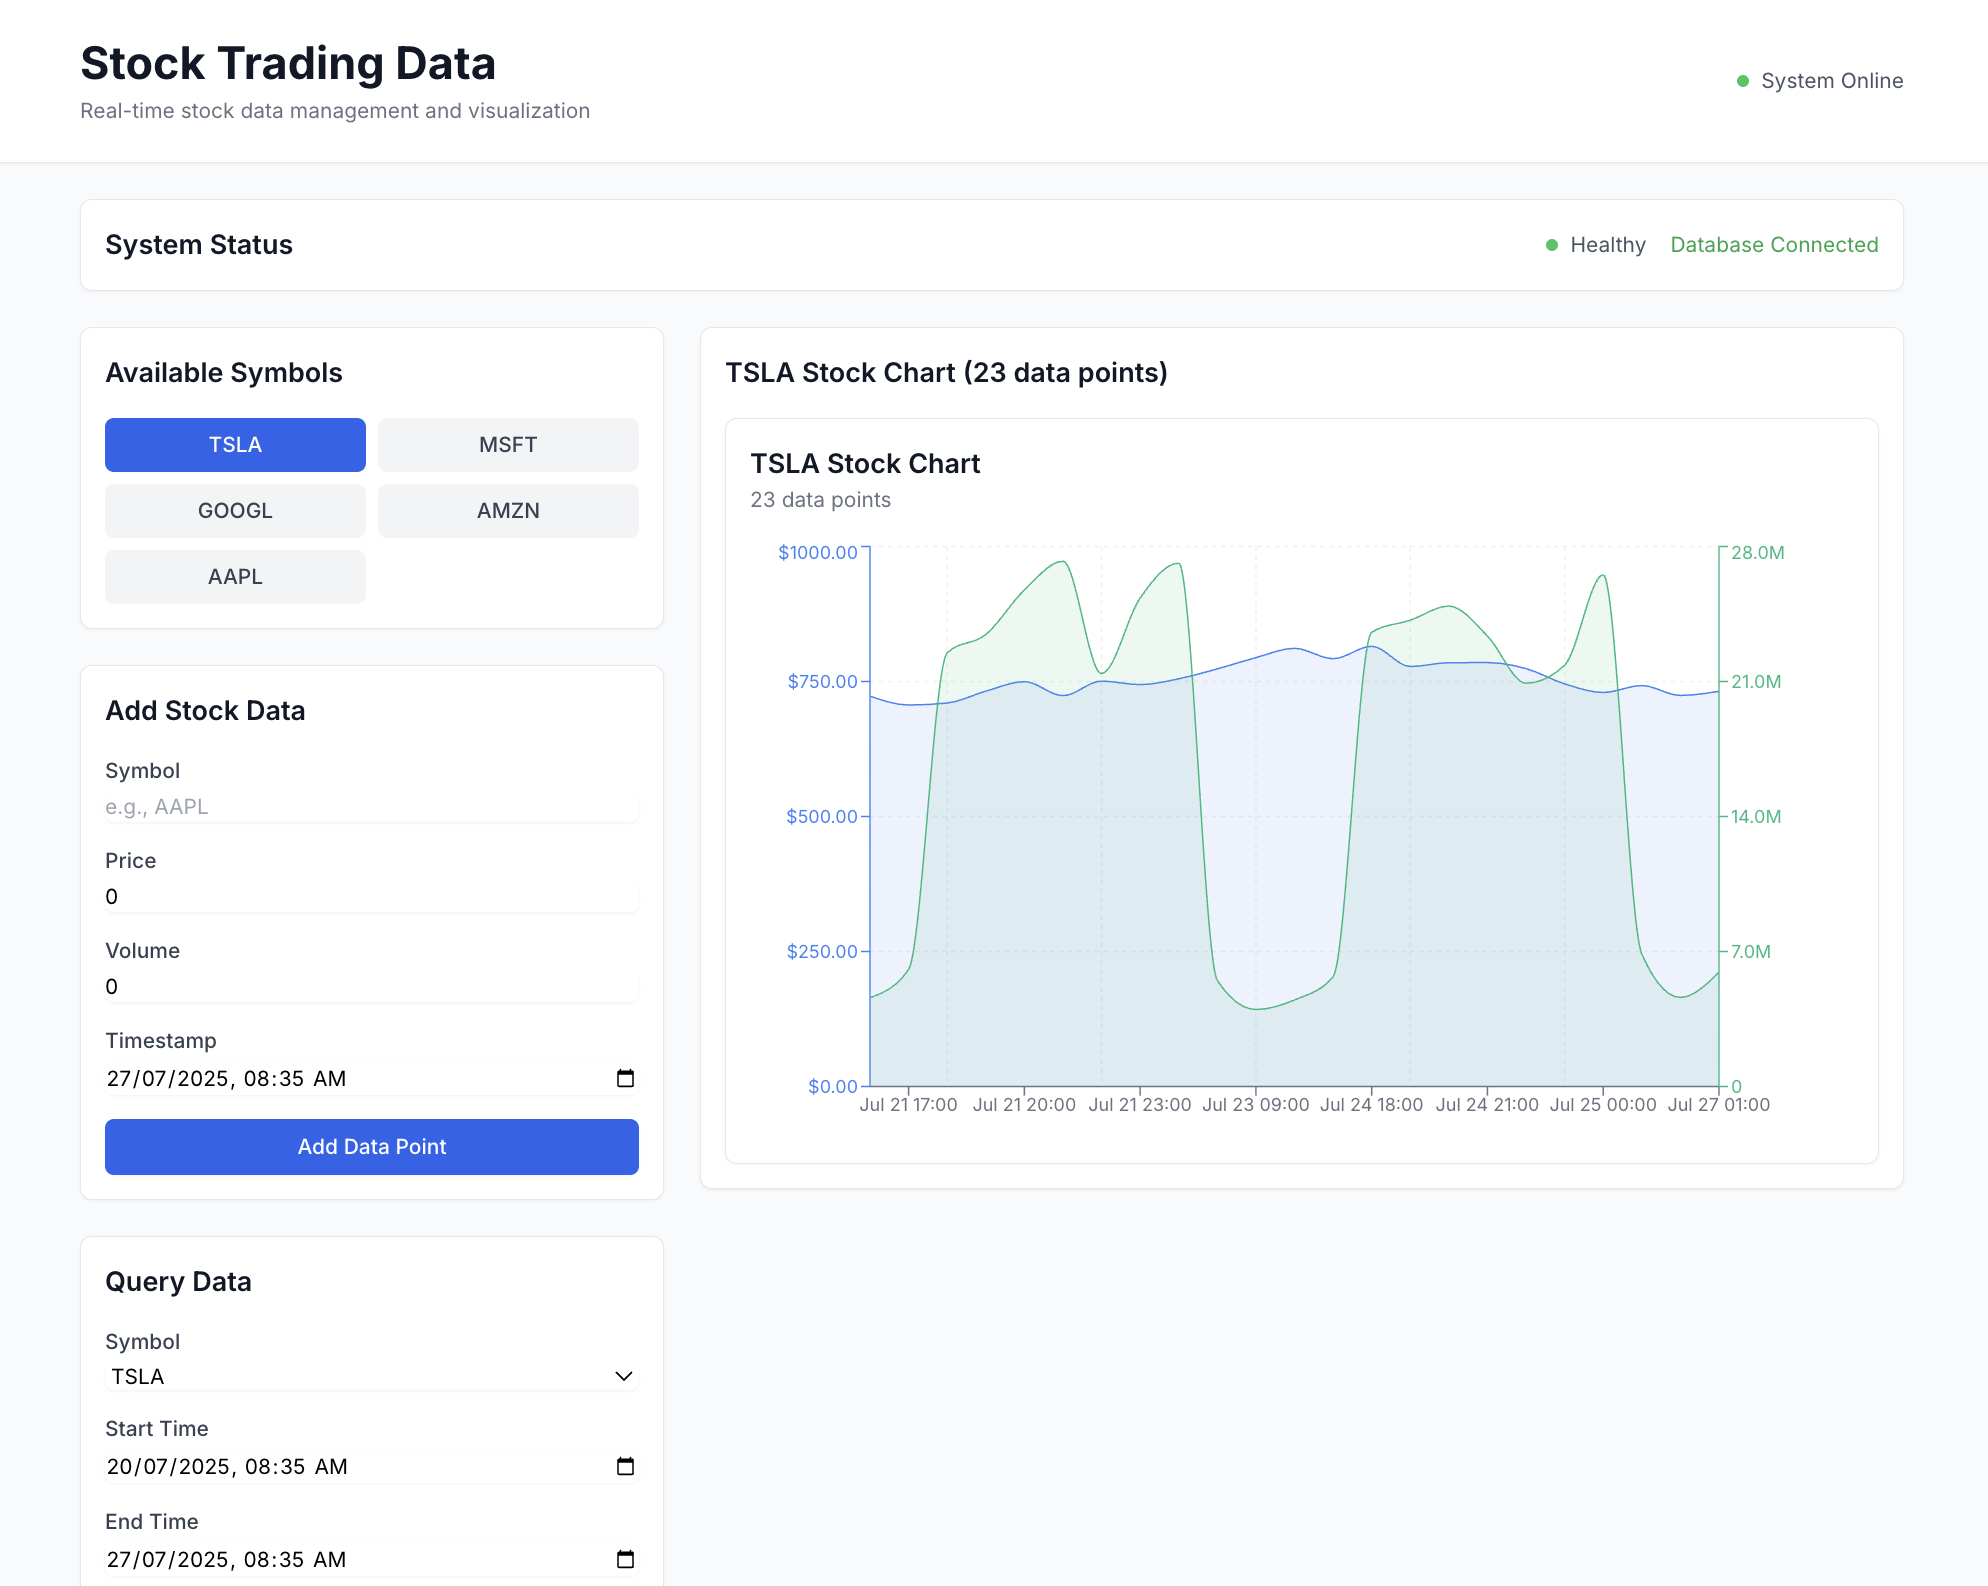 Stock Trading Data
Real-time stock data management and visualization
System Online
System Status
Healthy Database Connected
Available Symbols
TSLA MSFT
GOOGL AMZN
AAPL
Add Stock Data
Symbol
e.g., AAPL
Price
0
Volume
0
Timestamp
27/07/2025, 08:35 AM
Add Data Point
Query Data
Symbol
TSLA
Start Time
20/07/2025, 08:35 AM
End Time
27/07/2025, 08:35 AM
TSLA Stock Chart (23 data points)
TSLA Stock Chart
23 data points
$1000.00 28.0M
$750.00 21.0M
$500.00 14.0M
$250.00 7.0M
$0.00 0
Jul 21 17:00 Jul 21 20:00 Jul 21 23:00 Jul 23 09:00 Jul 24 18:00 Jul 24 21:00 Jul 25 00:00 Jul 27 01:00